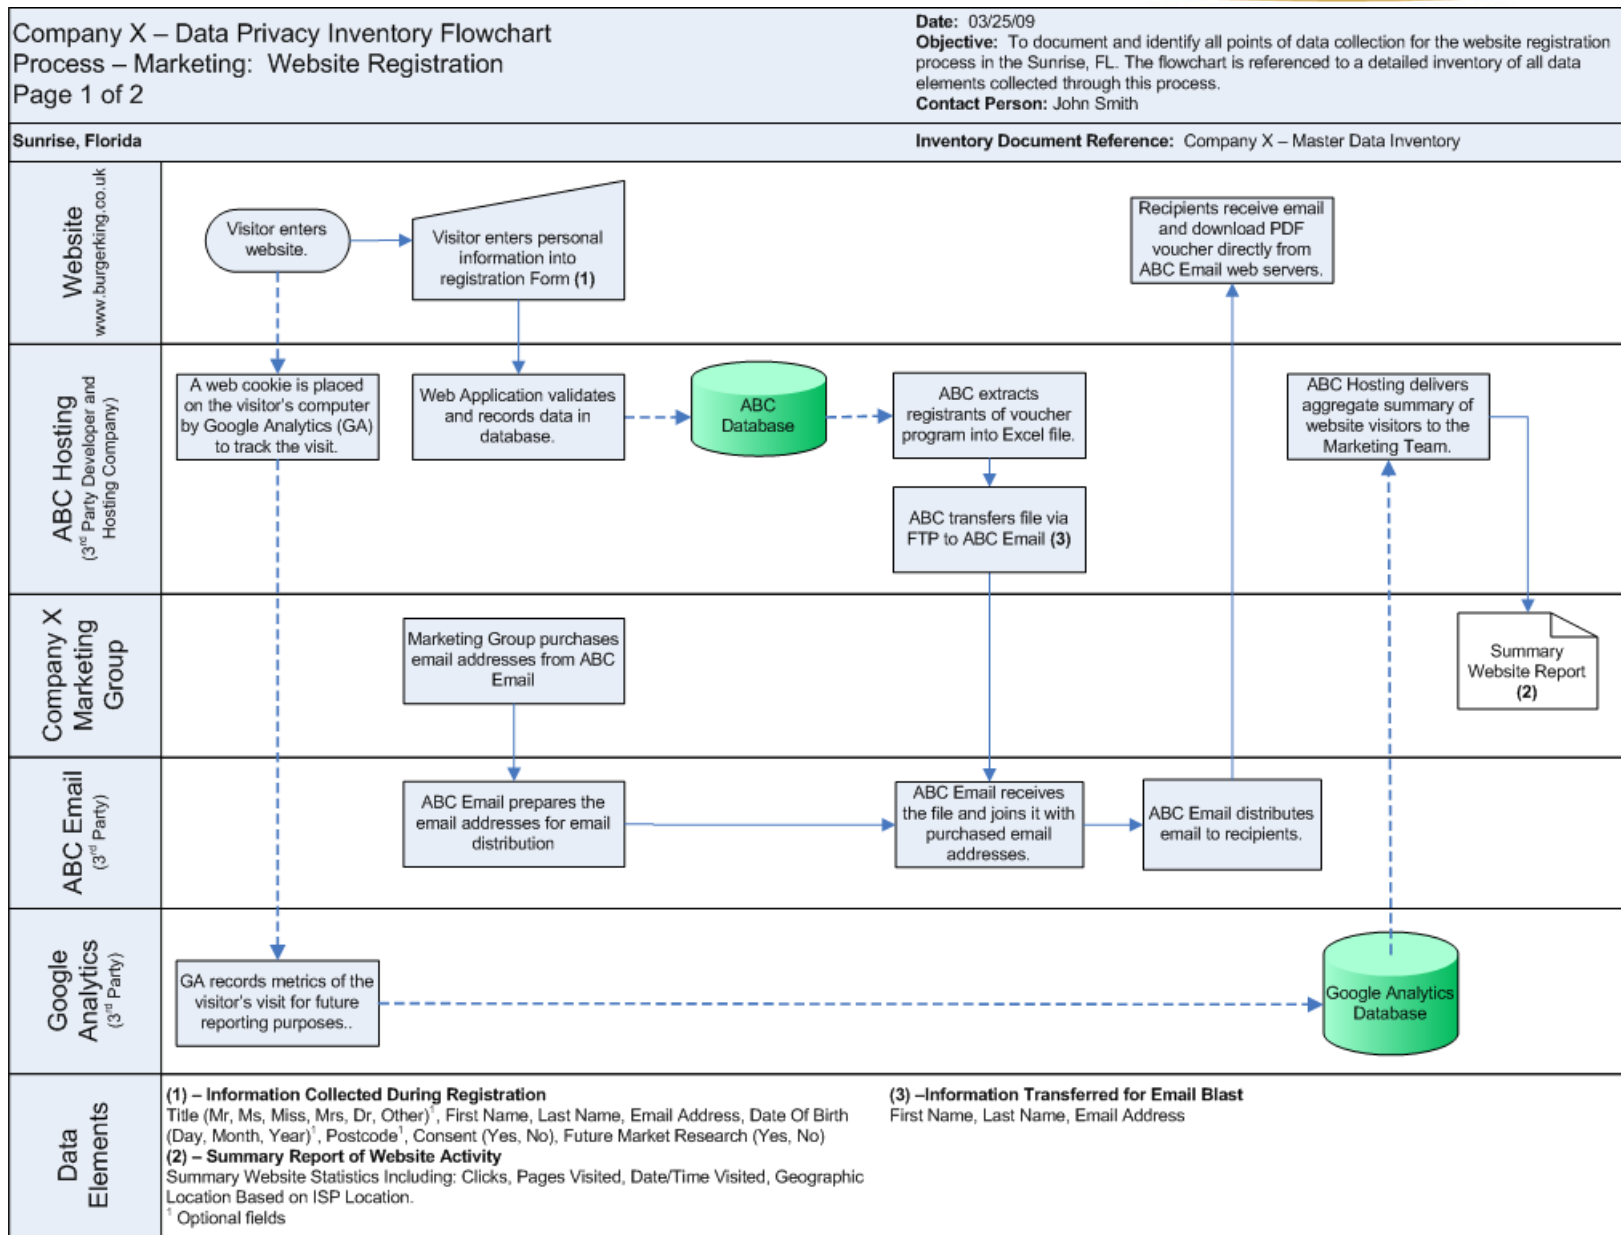 Company X – Data Privacy Inventory Flowchart
Process – Marketing:  Website Registration
Page 1 of 2
Date:  03/25/09
Objective:  To document and identify all points of data collection for the website registration
process in the Sunrise, FL. The flowchart is referenced to a detailed inventory of all data
elements collected through this process.
Contact Person: John Smith
Sunrise, Florida
Inventory Document Reference:  Company X – Master Data Inventory
Website
www.burgerking.co.uk
Visitor enters
website.
Visitor enters personal
information into
registration Form (1)
Recipients receive email
and download PDF
voucher directly from
ABC Email web servers.
ABC Hosting
(3rd Party Developer and
Hosting Company)
A web cookie is placed
on the visitor's computer
by Google Analytics (GA)
to track the visit.
Web Application validates
and records data in
database.
ABC
Database
ABC extracts
registrants of voucher
program into Excel file.
ABC transfers file via
FTP to ABC Email (3)
ABC Hosting delivers
aggregate summary of
website visitors to the
Marketing Team.
Company X
Marketing
Group
Marketing Group purchases
email addresses from ABC
Email
Summary
Website Report
(2)
ABC Email
(3rd Party)
ABC Email prepares the
email addresses for email
distribution
ABC Email receives
the file and joins it with
purchased email
addresses.
ABC Email distributes
email to recipients.
Google
Analytics
(3rd Party)
GA records metrics of the
visitor's visit for future
reporting purposes..
Google Analytics
Database
Data
Elements
(1) – Information Collected During Registration
Title (Mr, Ms, Miss, Mrs, Dr, Other)¹, First Name, Last Name, Email Address, Date Of Birth
(Day, Month, Year)¹, Postcode¹, Consent (Yes, No), Future Market Research (Yes, No)
(2) – Summary Report of Website Activity
Summary Website Statistics Including: Clicks, Pages Visited, Date/Time Visited, Geographic
Location Based on ISP Location.
¹ Optional fields
(3) –Information Transferred for Email Blast
First Name, Last Name, Email Address